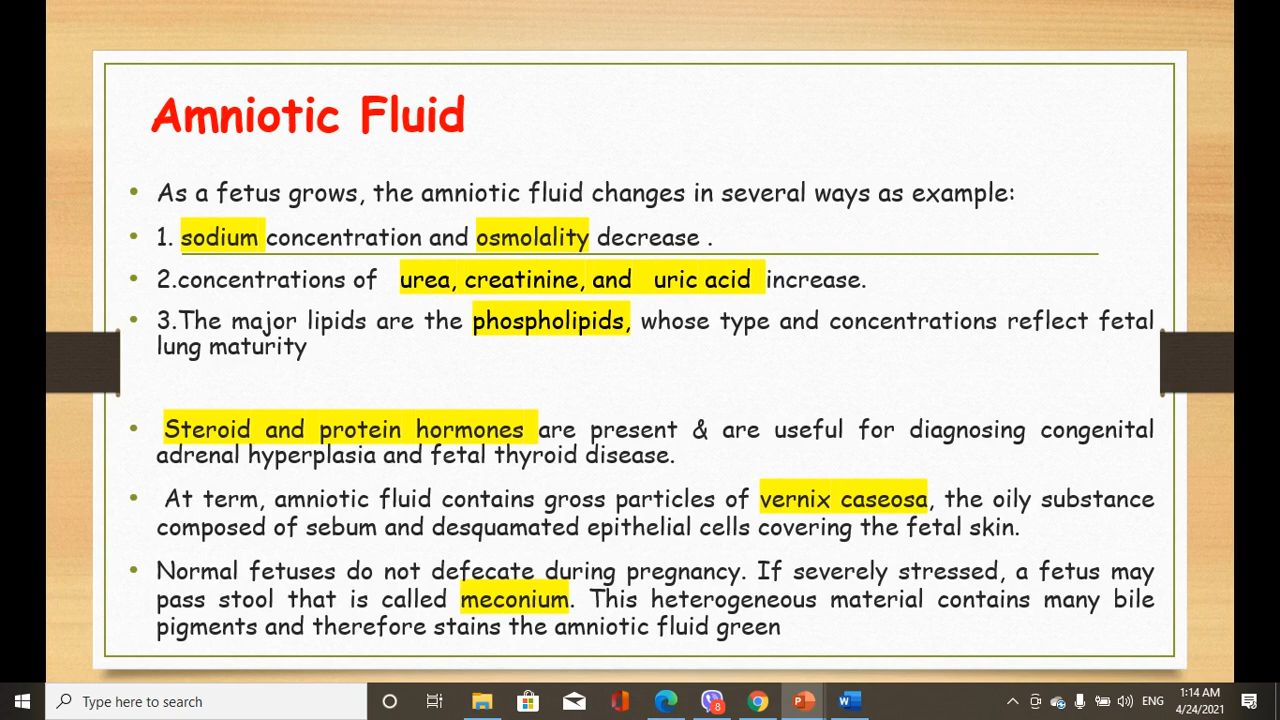 Amniotic Fluid
• As a fetus grows, the amniotic fluid changes in several ways as example:
• 1. sodium concentration and osmolality decrease .
• 2.concentrations of urea, creatinine, and uric acid increase.
• 3.The major lipids are the phospholipids, whose type and concentrations reflect fetal
lung maturity
• Steroid and protein hormones are present & are useful for diagnosing congenital
adrenal hyperplasia and fetal thyroid disease.
• At term, amniotic fluid contains gross particles of vernix caseosa, the oily substance
composed of sebum and desquamated epithelial cells covering the fetal skin.
• Normal fetuses do not defecate during pregnancy. If severely stressed, a fetus may
pass stool that is called meconium. This heterogeneous material contains many bile
pigments and therefore stains the amniotic fluid green
Type here to search
8
ENG
1:14 AM
4/24/2021